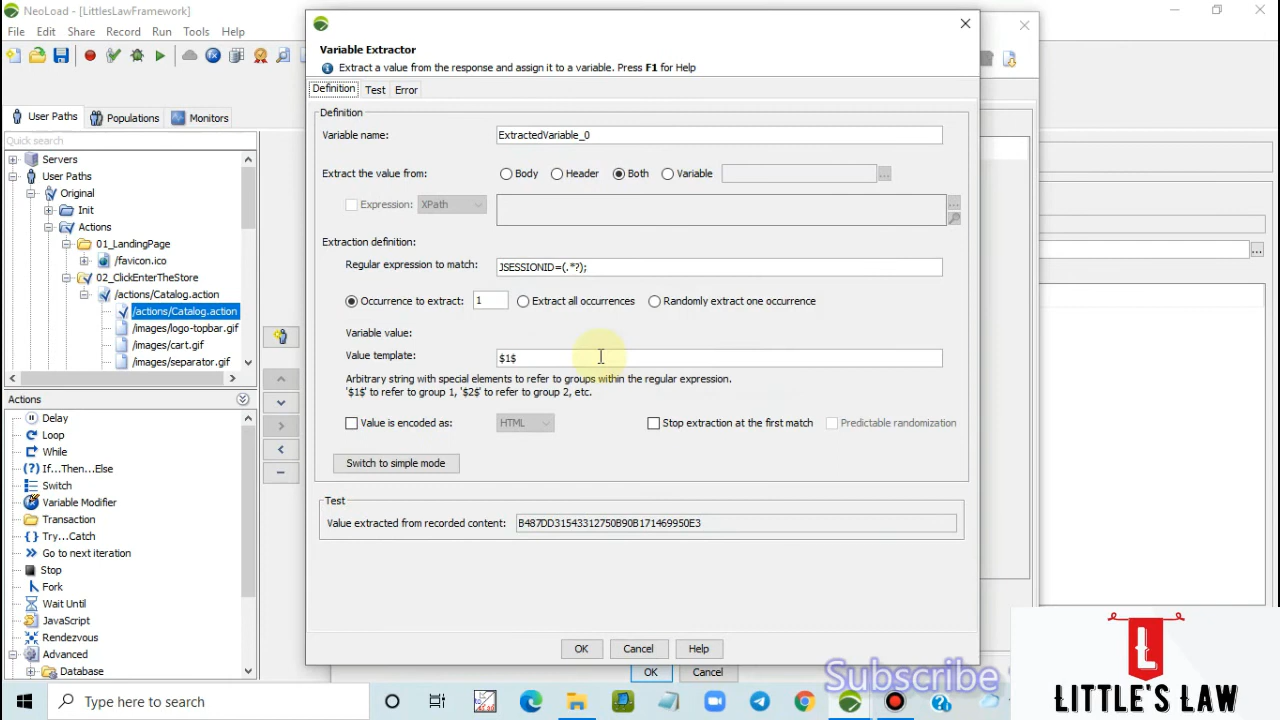 NeoLoad - [LittlesLawFramework]
File Edit Share Record Run Tools Help
User Paths Populations Monitors
Quick search
Servers
User Paths
Original
Init
Actions
01_LandingPage
/favicon.ico
02_ClickEnterTheStore
/actions/Catalog.action
/actions/Catalog.action
/images/logo-topbar.gif
/images/cart.gif
/images/separator.gif
Actions
Delay
Loop
While
If...Then...Else
Switch
Variable Modifier
Transaction
Try...Catch
Go to next iteration
Stop
Fork
Wait Until
JavaScript
Rendezvous
Advanced
Database
Variable Extractor
Extract a value from the response and assign it to a variable. Press F1 for Help
Definition Test Error
Definition
Variable name: ExtractedVariable_0
Extract the value from: Body Header Both Variable ...
Expression: XPath ...
Extraction definition:
Regular expression to match: JSESSIONID=(.*?);
Occurrence to extract: 1 Extract all occurrences Randomly extract one occurrence
Variable value:
Value template: $1$
Arbitrary string with special elements to refer to groups within the regular expression.
'$1$' to refer to group 1, '$2$' to refer to group 2, etc.
Value is encoded as: HTML Stop extraction at the first match Predictable randomization
Switch to simple mode
Test
Value extracted from recorded content: B487DD31543312750B90B171469950E3
OK Cancel Help
OK Cancel
Subscribe
Type here to search
L
LITTLE'S LAW